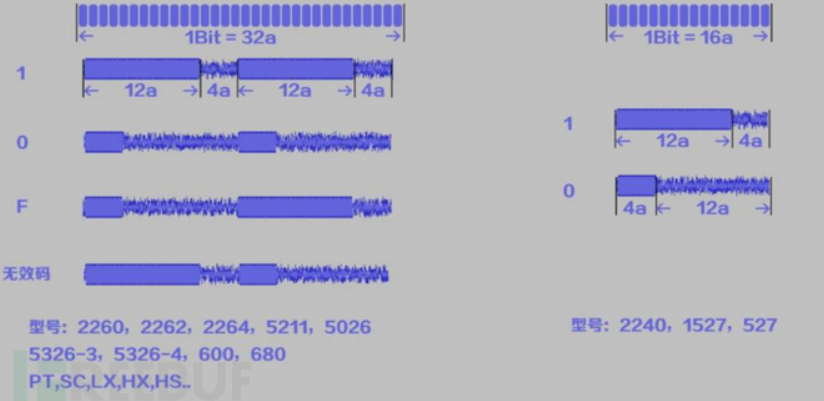 1Bit = 32a
1
12a 4a 12a 4a
0
F
无效码
型号: 2260, 2262, 2264, 5211, 5026
5326-3, 5326-4, 600, 680
PT,SC,LX,HX,HS..
REEBUF
1Bit = 16a
1
12a 4a
0
4a 12a
型号: 2240, 1527, 527